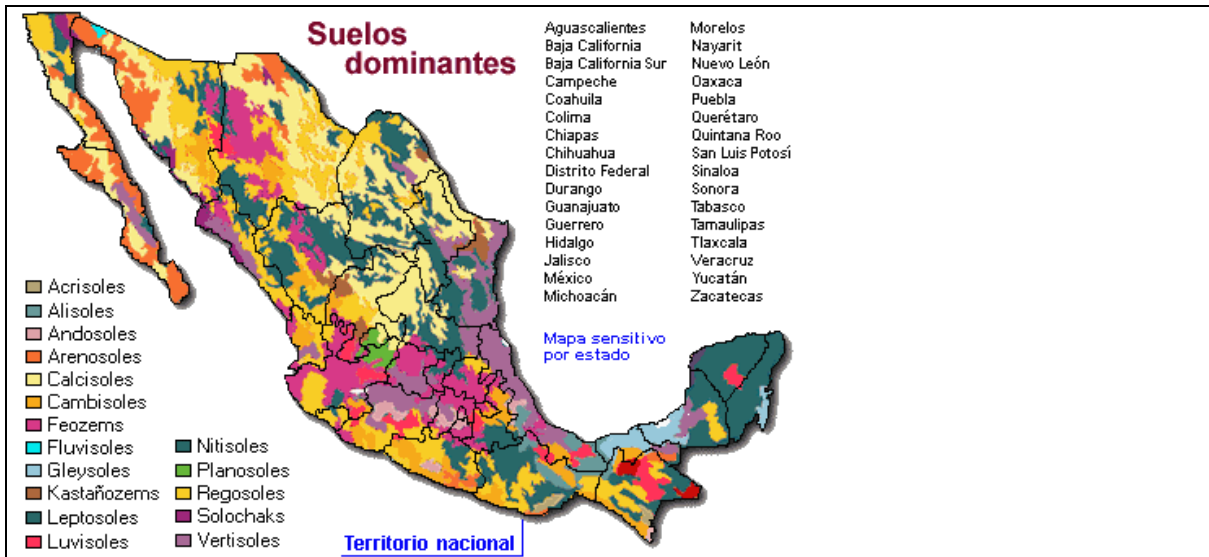 Suelos
dominantes
Aguascalientes
Baja California
Baja California Sur
Campeche
Coahuila
Colima
Chiapas
Chihuahua
Distrito Federal
Durango
Guanajuato
Guerrero
Hidalgo
Jalisco
México
Michoacán
Morelos
Nayarit
Nuevo León
Oaxaca
Puebla
Querétaro
Quintana Roo
San Luis Potosí
Sinaloa
Sonora
Tabasco
Tamaulipas
Tlaxcala
Veracruz
Yucatán
Zacatecas
Mapa sensitivo
por estado
Acrisoles
Alisoles
Andosoles
Arenosoles
Calcisoles
Cambisoles
Feozems
Fluvisoles
Gleysoles
Kastañozems
Leptosoles
Luvisoles
Nitisoles
Planosoles
Regosoles
Solochaks
Vertisoles
Territorio nacional